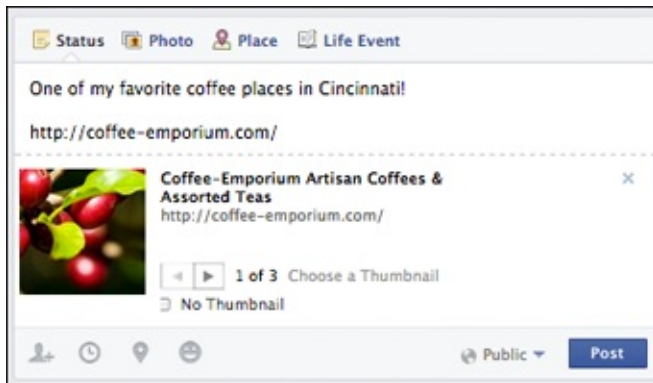 Status Photo Place Life Event
One of my favorite coffee places in Cincinnati!
http://coffee-emporium.com/
Coffee-Emporium Artisan Coffees &
Assorted Teas
http://coffee-emporium.com/
1 of 3 Choose a Thumbnail
No Thumbnail
Public Post